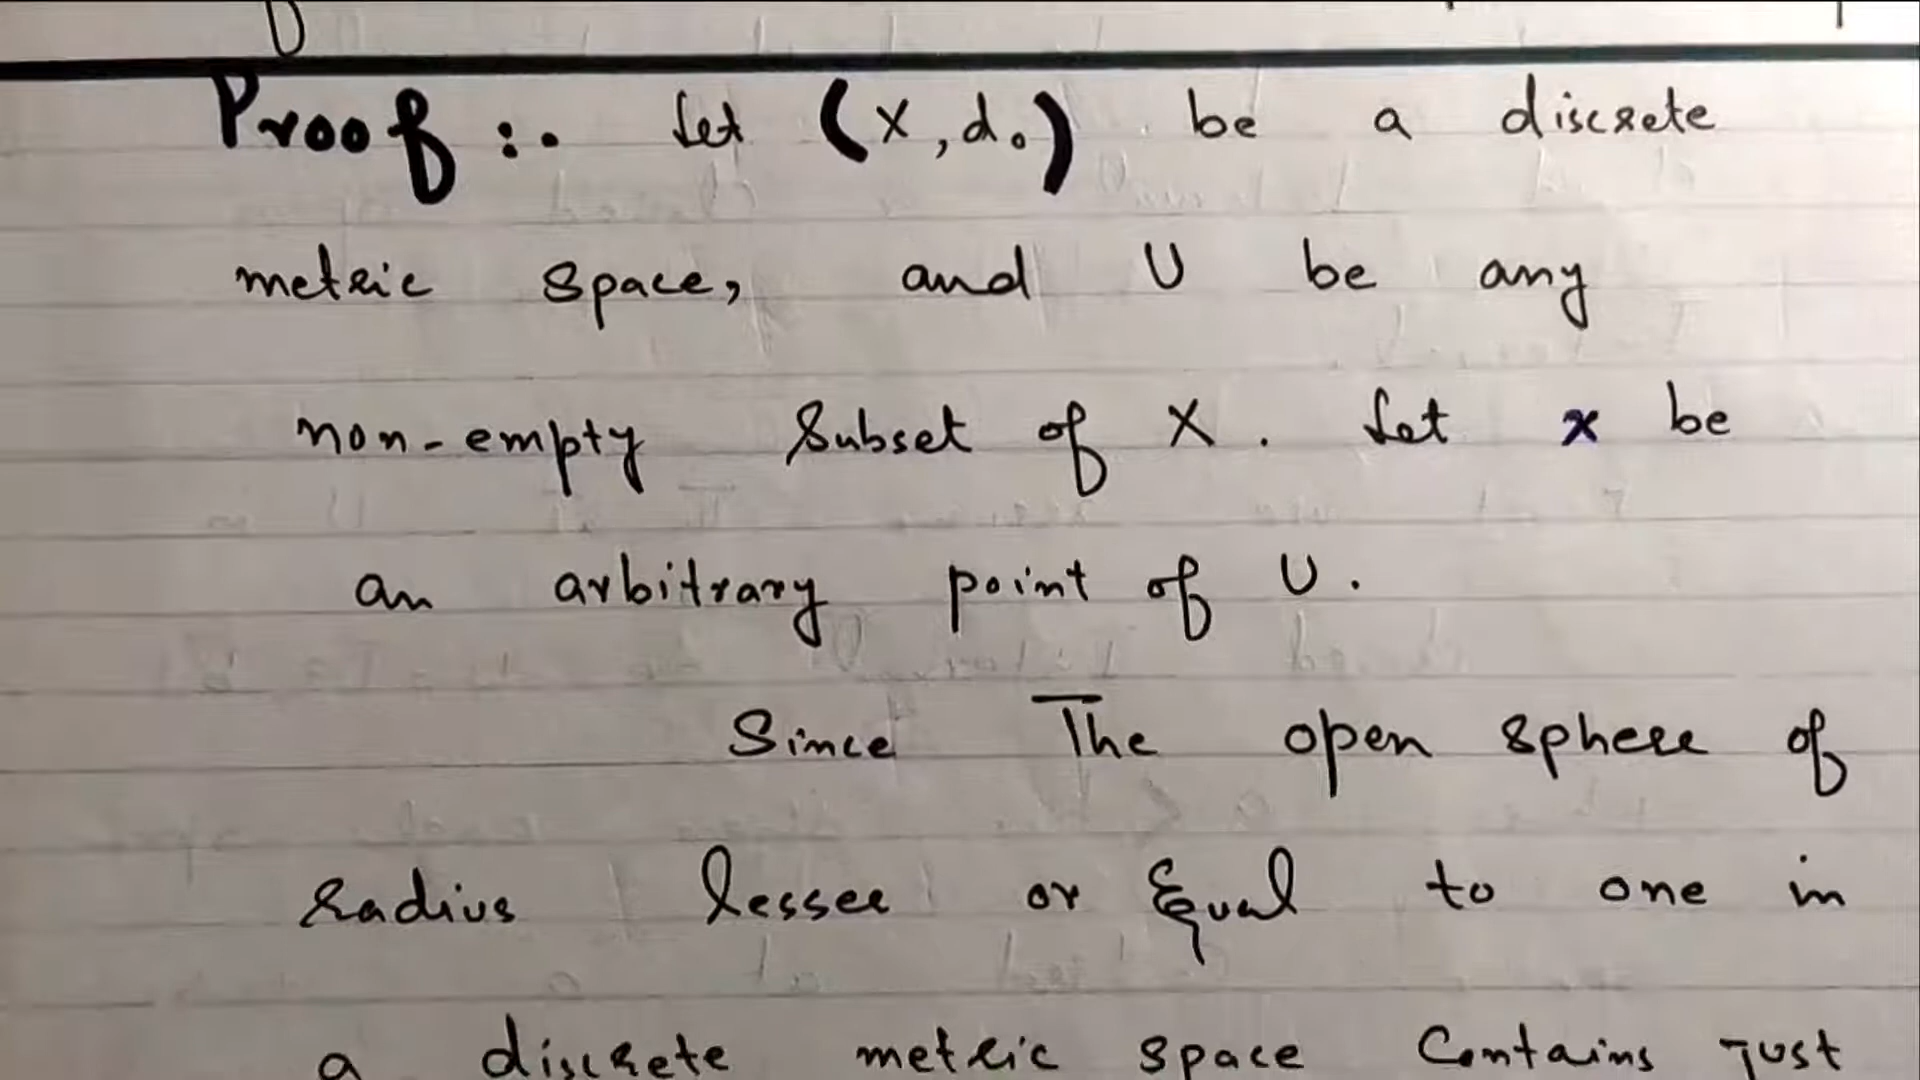 Proof :. Let (X, d₀) be a discrete
metric space, and U be any
non-empty Subset of X. Let x be
an arbitrary point of U.
Since The open sphere of
radius lesser or Equal to one in
a discrete metric space Contains just